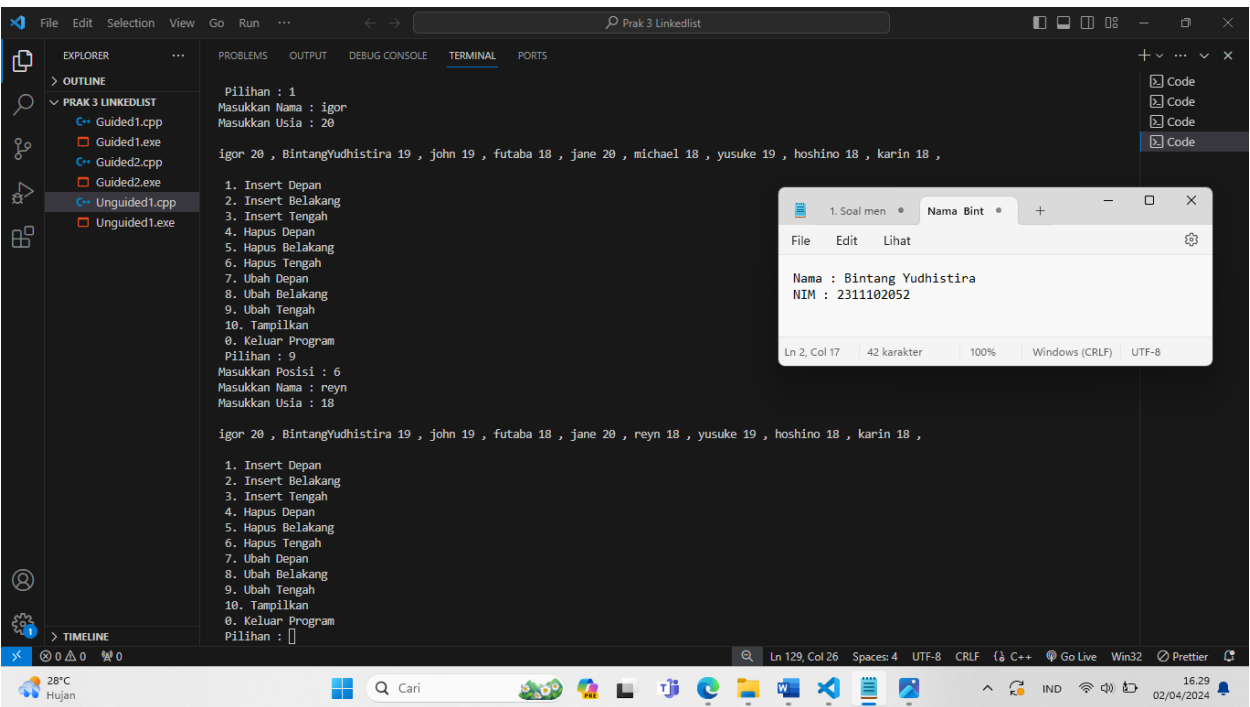 File Edit Selection View Go Run ··· Prak 3 Linkedlist
EXPLORER ···
OUTLINE
PRAK 3 LINKEDLIST
Guided1.cpp
Guided1.exe
Guided2.cpp
Guided2.exe
Unguided1.cpp
Unguided1.exe
TIMELINE
PROBLEMS OUTPUT DEBUG CONSOLE TERMINAL PORTS
Pilihan : 1
Masukkan Nama : igor
Masukkan Usia : 20
igor 20 , BintangYudhistira 19 , john 19 , futaba 18 , jane 20 , michael 18 , yusuke 19 , hoshino 18 , karin 18 ,
1. Insert Depan
2. Insert Belakang
3. Insert Tengah
4. Hapus Depan
5. Hapus Belakang
6. Hapus Tengah
7. Ubah Depan
8. Ubah Belakang
9. Ubah Tengah
10. Tampilkan
0. Keluar Program
Pilihan : 9
Masukkan Posisi : 6
Masukkan Nama : reyn
Masukkan Usia : 18
igor 20 , BintangYudhistira 19 , john 19 , futaba 18 , jane 20 , reyn 18 , yusuke 19 , hoshino 18 , karin 18 ,
1. Insert Depan
2. Insert Belakang
3. Insert Tengah
4. Hapus Depan
5. Hapus Belakang
6. Hapus Tengah
7. Ubah Depan
8. Ubah Belakang
9. Ubah Tengah
10. Tampilkan
0. Keluar Program
Pilihan :
Code
Code
Code
Code
1. Soal men Nama Bint
File Edit Lihat
Nama : Bintang Yudhistira
NIM : 2311102052
Ln 2, Col 17 42 karakter 100% Windows (CRLF) UTF-8
1
0 0 0 Ln 129, Col 26 Spaces: 4 UTF-8 CRLF C++ Go Live Win32 Prettier
28°C
Hujan
Cari
PRE
IND
16.29
02/04/2024